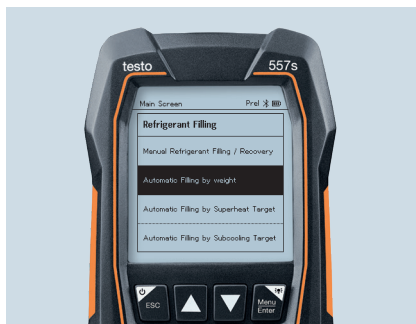 testo 557s
Main Screen Prel
Refrigerant Filling
Manual Refrigerant Filling / Recovery
Automatic Filling by weight
Automatic Filling by Superheat Target
Automatic Filling by Subcooling Target
ESC Menu
Enter